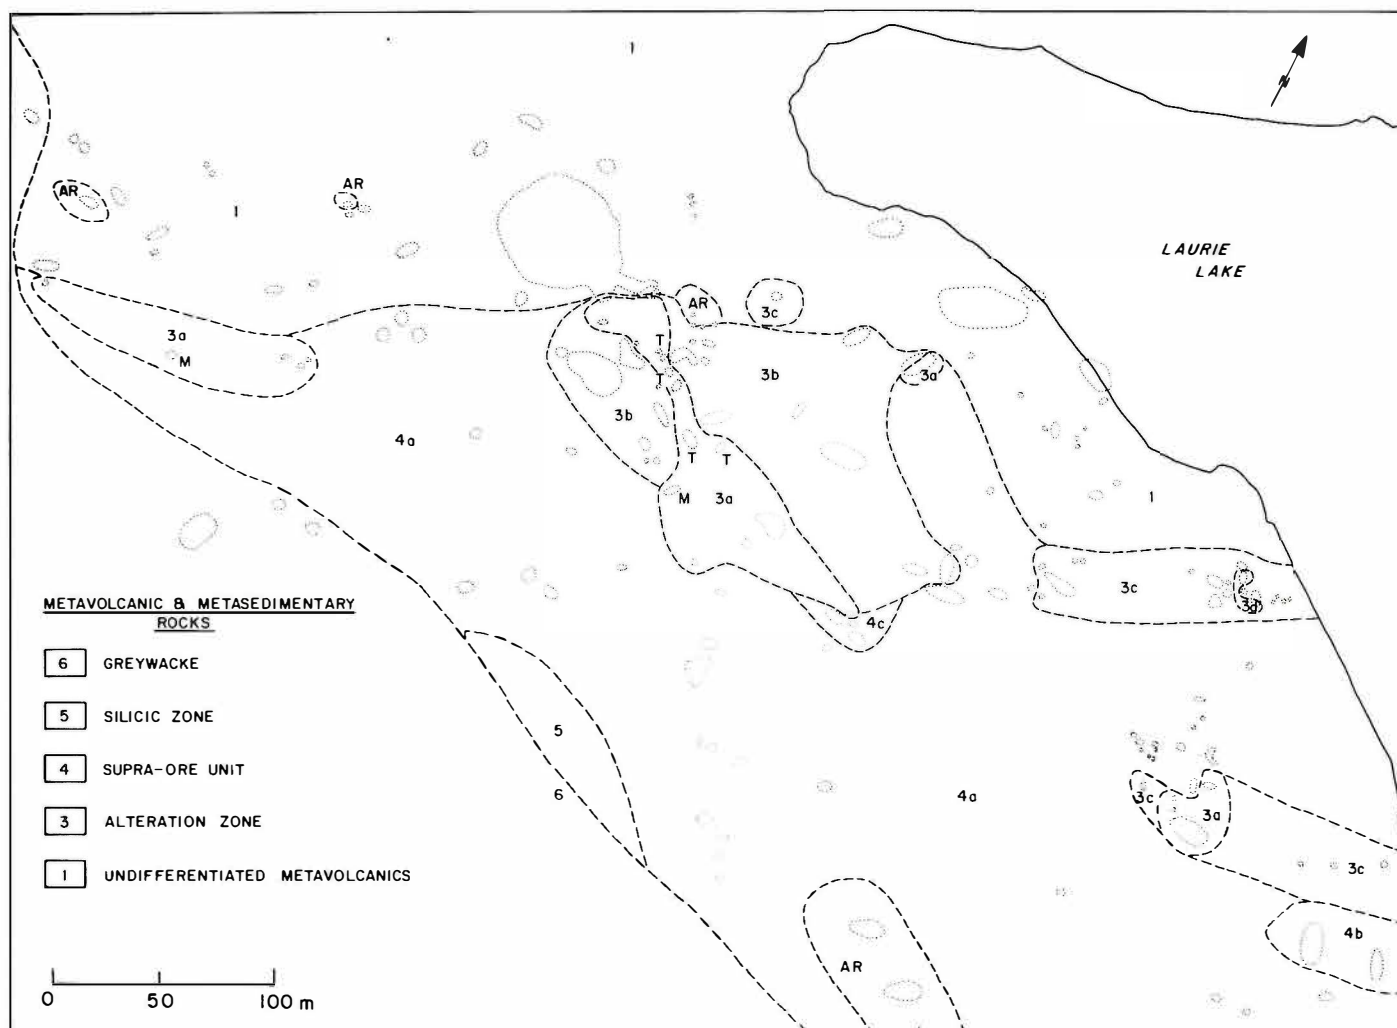 1
N
AR
AR
1
LAURIE
LAKE
AR
3c
3a
M
T
3b
3a
T
3b
4a
T
T
M
3a
1
3c
3d
4c
METAVOLCANIC & METASEDIMENTARY
ROCKS
6 GREYWACKE
5 SILICIC ZONE
4 SUPRA-ORE UNIT
3 ALTERATION ZONE
1 UNDIFFERENTIATED METAVOLCANICS
5
6
4a
3c
3a
3c
4b
AR
0 50 100 m